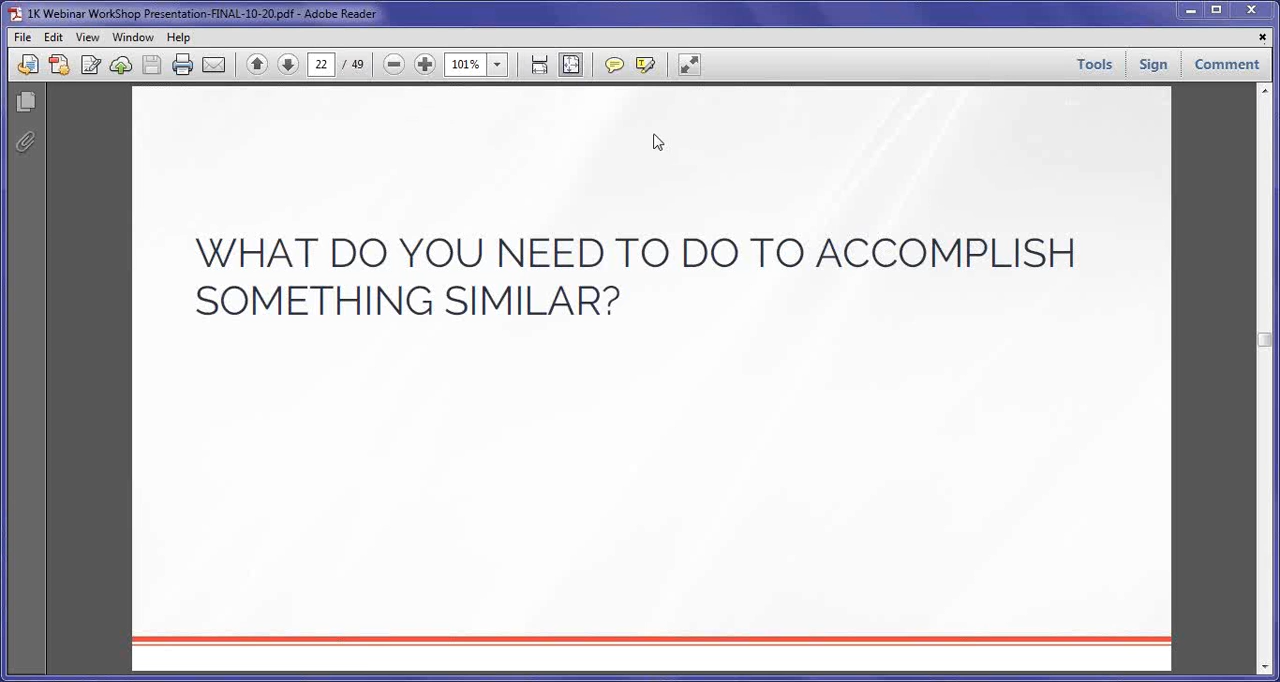 1K Webinar WorkShop Presentation-FINAL-10-20.pdf - Adobe Reader
File Edit View Window Help
22 / 49 101% Tools Sign Comment
WHAT DO YOU NEED TO DO TO ACCOMPLISH
SOMETHING SIMILAR?